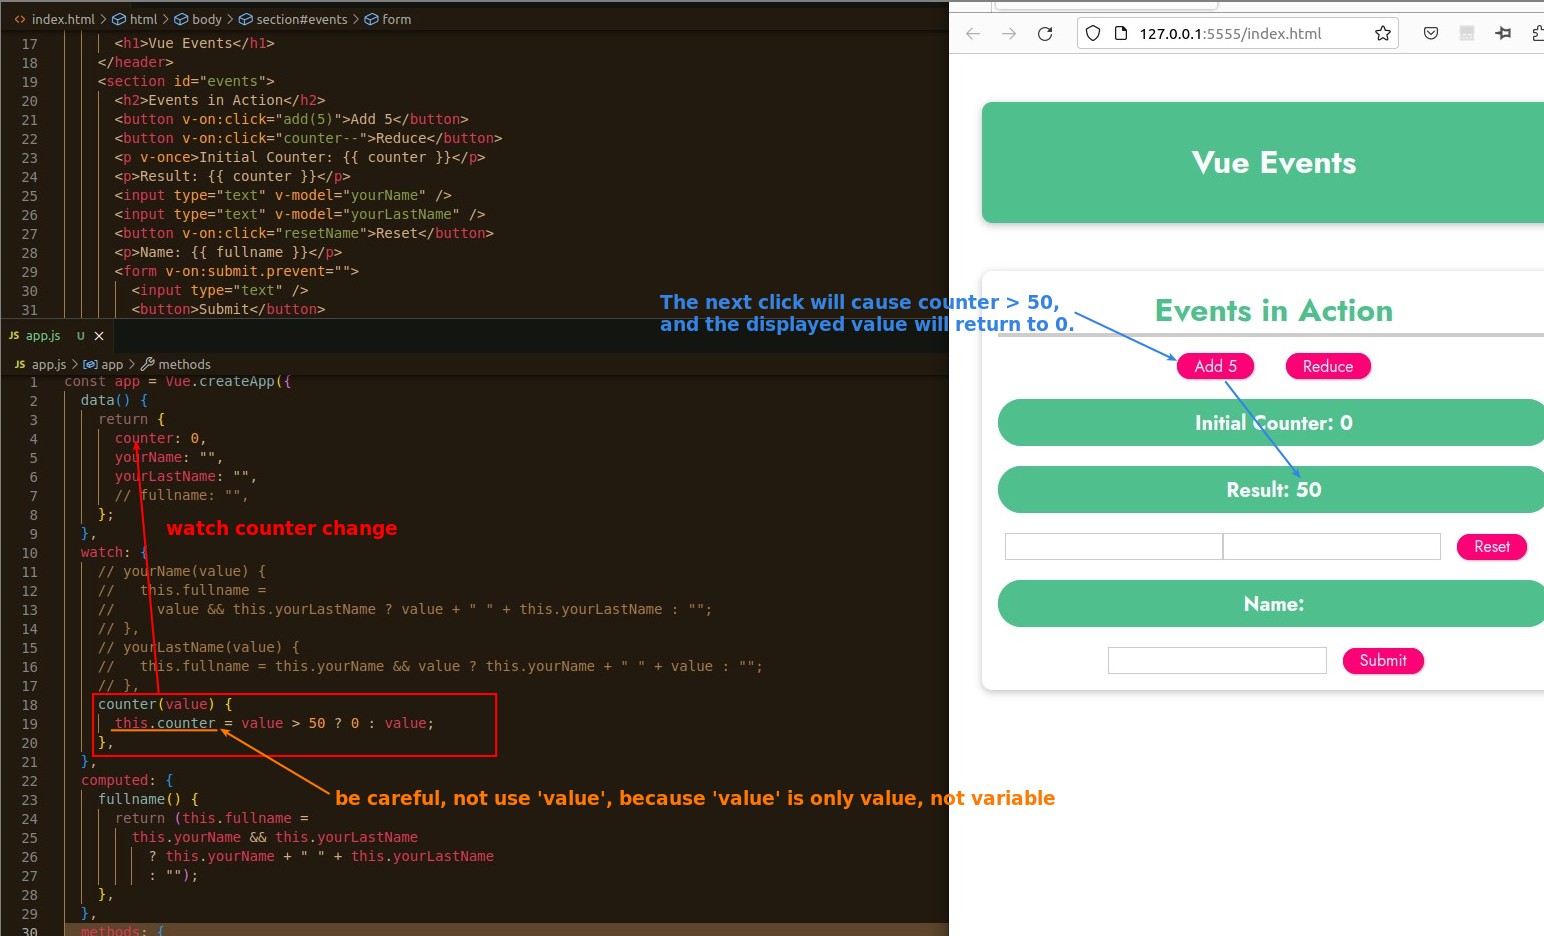 index.html > html > body > section#events > form
17 <h1>Vue Events</h1>
18 </header>
19 <section id="events">
20 <h2>Events in Action</h2>
21 <button v-on:click="add(5)">Add 5</button>
22 <button v-on:click="counter--">Reduce</button>
23 <p v-once>Initial Counter: {{ counter }}</p>
24 <p>Result: {{ counter }}</p>
25 <input type="text" v-model="yourName" />
26 <input type="text" v-model="yourLastName" />
27 <button v-on:click="resetName">Reset</button>
28 <p>Name: {{ fullname }}</p>
29 <form v-on:submit.prevent="">
30 <input type="text" />
31 <button>Submit</button>
JS app.js U
JS app.js > app > methods
1 const app = Vue.createApp({
2 data() {
3 return {
4 counter: 0,
5 yourName: "",
6 yourLastName: "",
7 // fullname: "",
8 };
9 },
watch counter change
10 watch: {
11 // yourName(value) {
12 // this.fullname =
13 // value && this.yourLastName ? value + " " + this.yourLastName : "";
14 // },
15 // yourLastName(value) {
16 // this.fullname = this.yourName && value ? this.yourName + " " + value : "";
17 // },
18 counter(value) {
19 this.counter = value > 50 ? 0 : value;
20 },
21 },
22 computed: {
be careful, not use 'value', because 'value' is only value, not variable
23 fullname() {
24 return (this.fullname =
25 this.yourName && this.yourLastName
26 ? this.yourName + " " + this.yourLastName
27 : "");
28 },
29 },
30 methods: {
127.0.0.1:5555/index.html
Vue Events
The next click will cause counter > 50,
and the displayed value will return to 0.
Events in Action
Add 5 Reduce
Initial Counter: 0
Result: 50
Reset
Name:
Submit